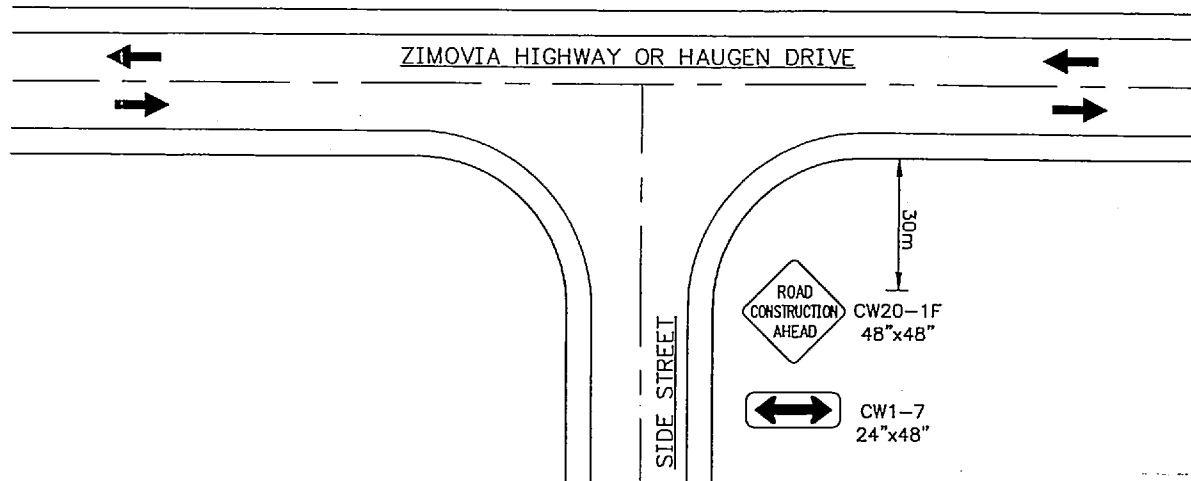 ZIMOVIA HIGHWAY OR HAUGEN DRIVE
30m
ROAD
CONSTRUCTION
AHEAD
CW20-1F
48"x48"
SIDE STREET
CW1-7
24"x48"